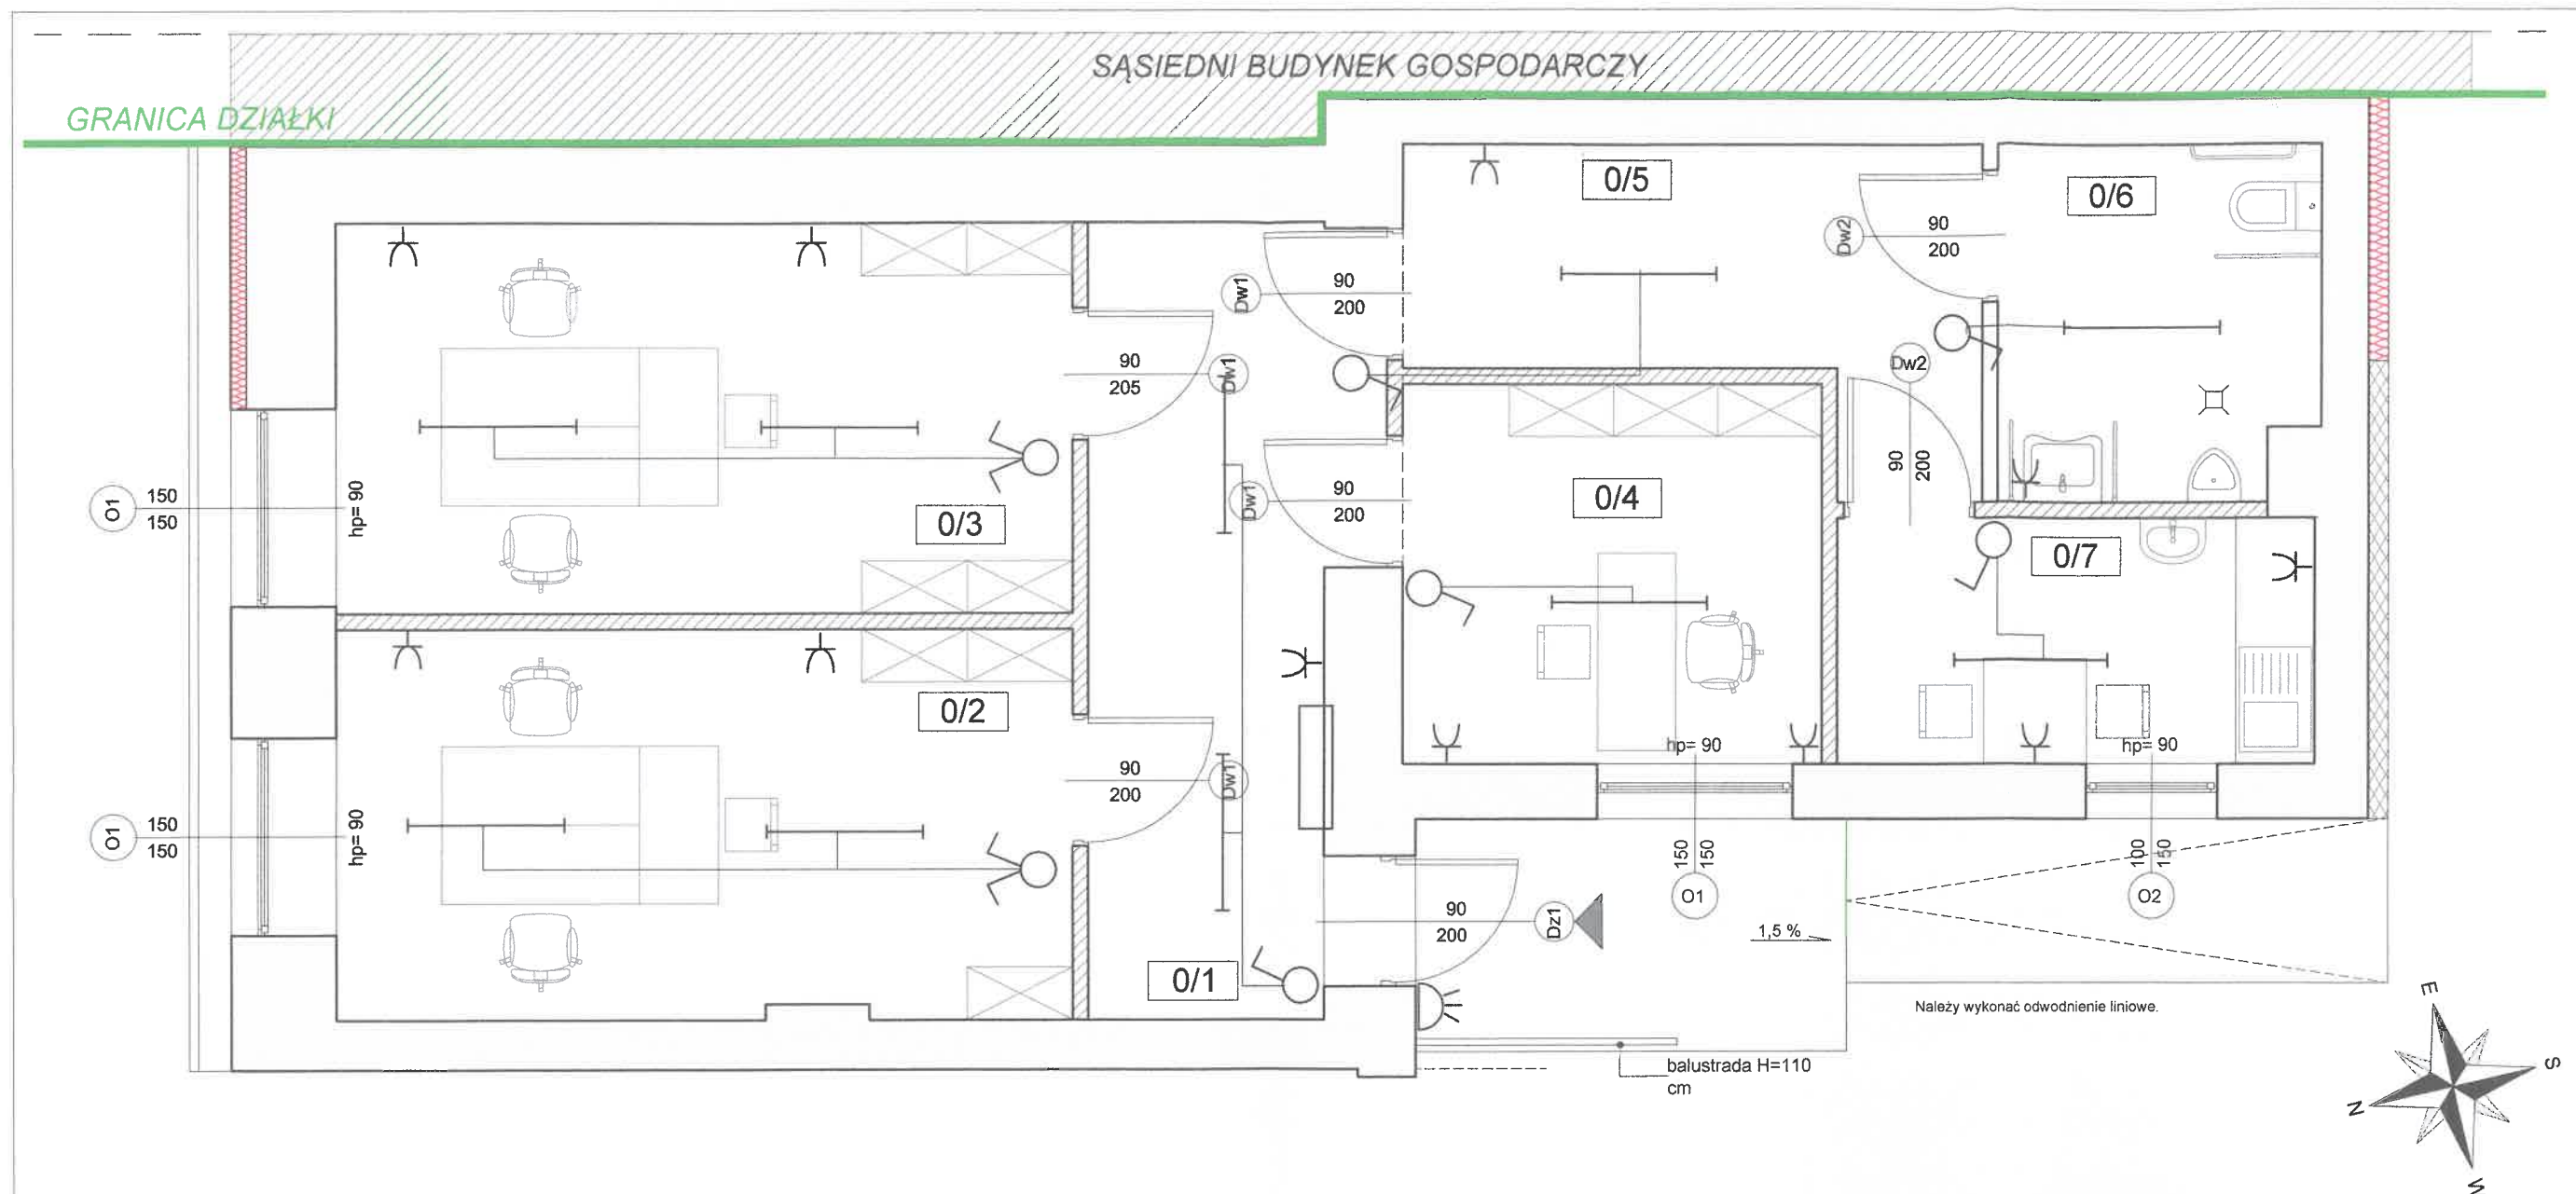 SĄSIEDNI BUDYNEK GOSPODARCZY
GRANICA DZIAŁKI
0/5
0/6
Dw2
90
200
Dw1
90
200
90
205
Dw1
Dw2
90
200
O1
150
150
hp= 90
0/3
Dw1
90
200
0/4
0/7
0/2
hp= 90
hp= 90
O1
150
150
hp= 90
90
200
Dw1
150
150
O1
100
150
O2
90
200
Dz1
1,5 %
0/1
Należy wykonać odwodnienie liniowe.
balustrada H=110
cm
E
S
N
W